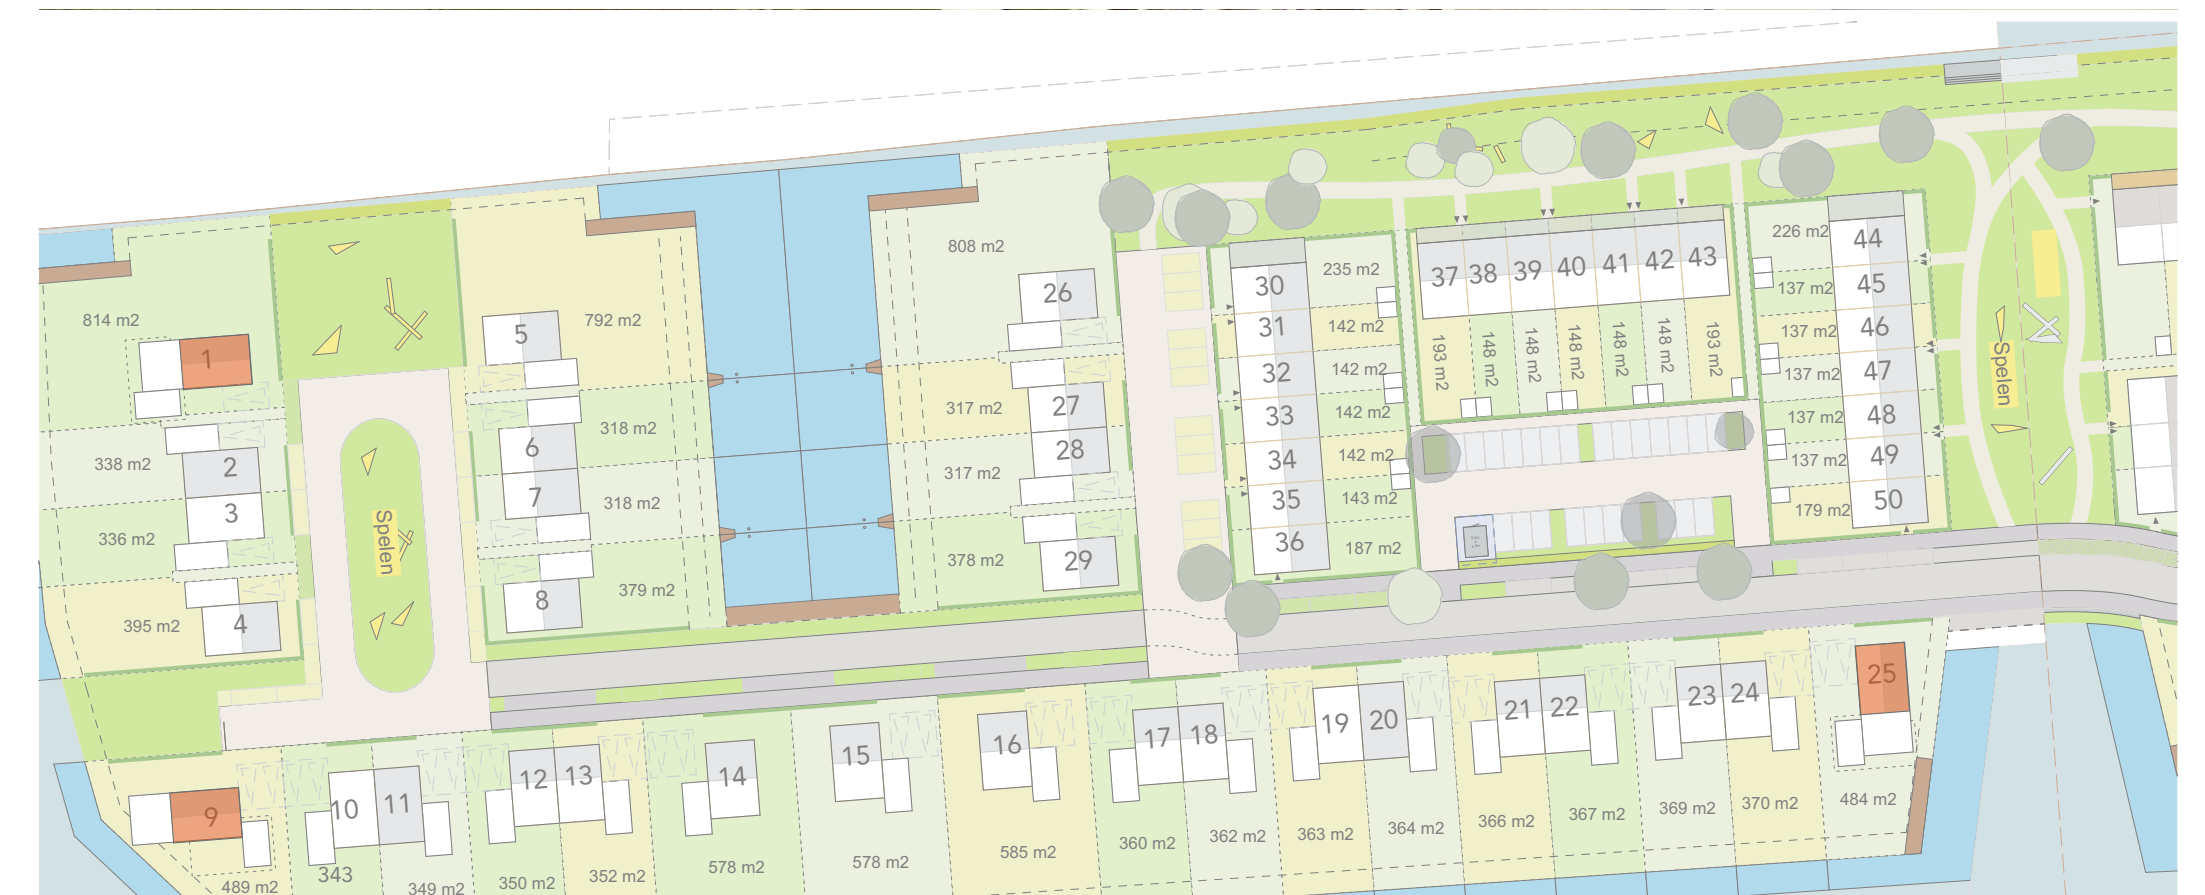 814 m2
1
338 m2
2
336 m2
3
395 m2
4
Spelen
5
792 m2
6
318 m2
7
318 m2
8
379 m2
808 m2
26
317 m2
27
317 m2
28
378 m2
29
30
235 m2
31
142 m2
32
142 m2
33
142 m2
34
142 m2
35
143 m2
36
187 m2
37 38 39 40 41 42 43
193 m2
148 m2
148 m2
148 m2
148 m2
148 m2
193 m2
226 m2
44
137 m2
45
137 m2
46
137 m2
47
137 m2
48
137 m2
49
179 m2
50
Spelen
9
489 m2
10
343
11
349 m2
12
350 m2
13
352 m2
14
578 m2
15
578 m2
16
585 m2
17
360 m2
18
362 m2
19
363 m2
20
364 m2
21
366 m2
22
367 m2
23
369 m2
24
370 m2
25
484 m2